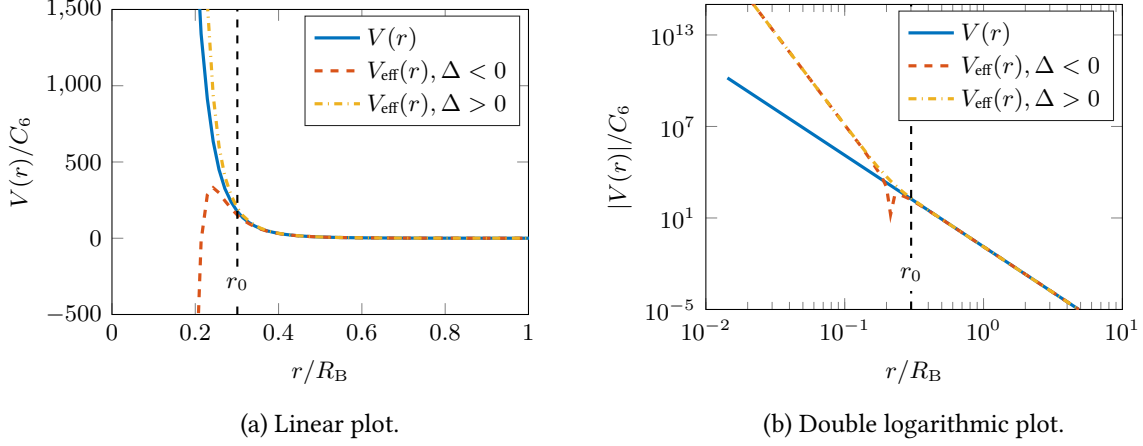 1,500
1,000
500
0
−500
V(r)/C₆
0
0.2
0.4
0.6
0.8
1
r/R_B
V(r)
V_eff(r), Δ < 0
V_eff(r), Δ > 0
r₀
(a) Linear plot.
10¹³
10⁷
10¹
10⁻⁵
|V(r)|/C₆
10⁻²
10⁻¹
10⁰
10¹
r/R_B
V(r)
V_eff(r), Δ < 0
V_eff(r), Δ > 0
r₀
(b) Double logarithmic plot.